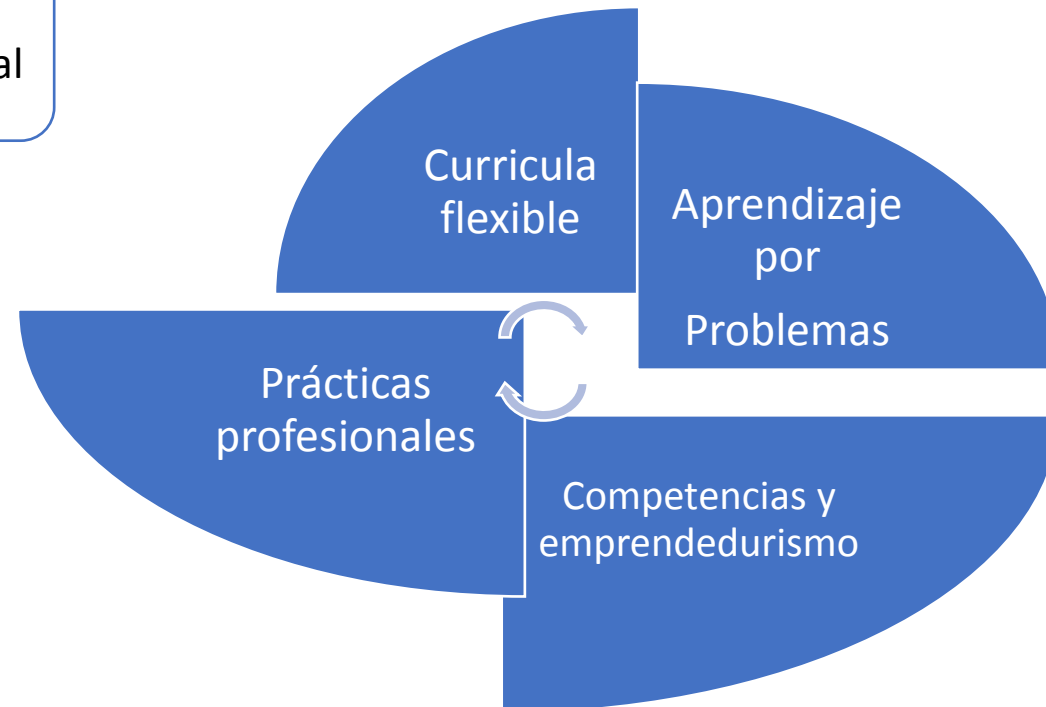 al
Curricula
flexible
Aprendizaje
por
Problemas
Prácticas
profesionales
Competencias y
emprendedurismo